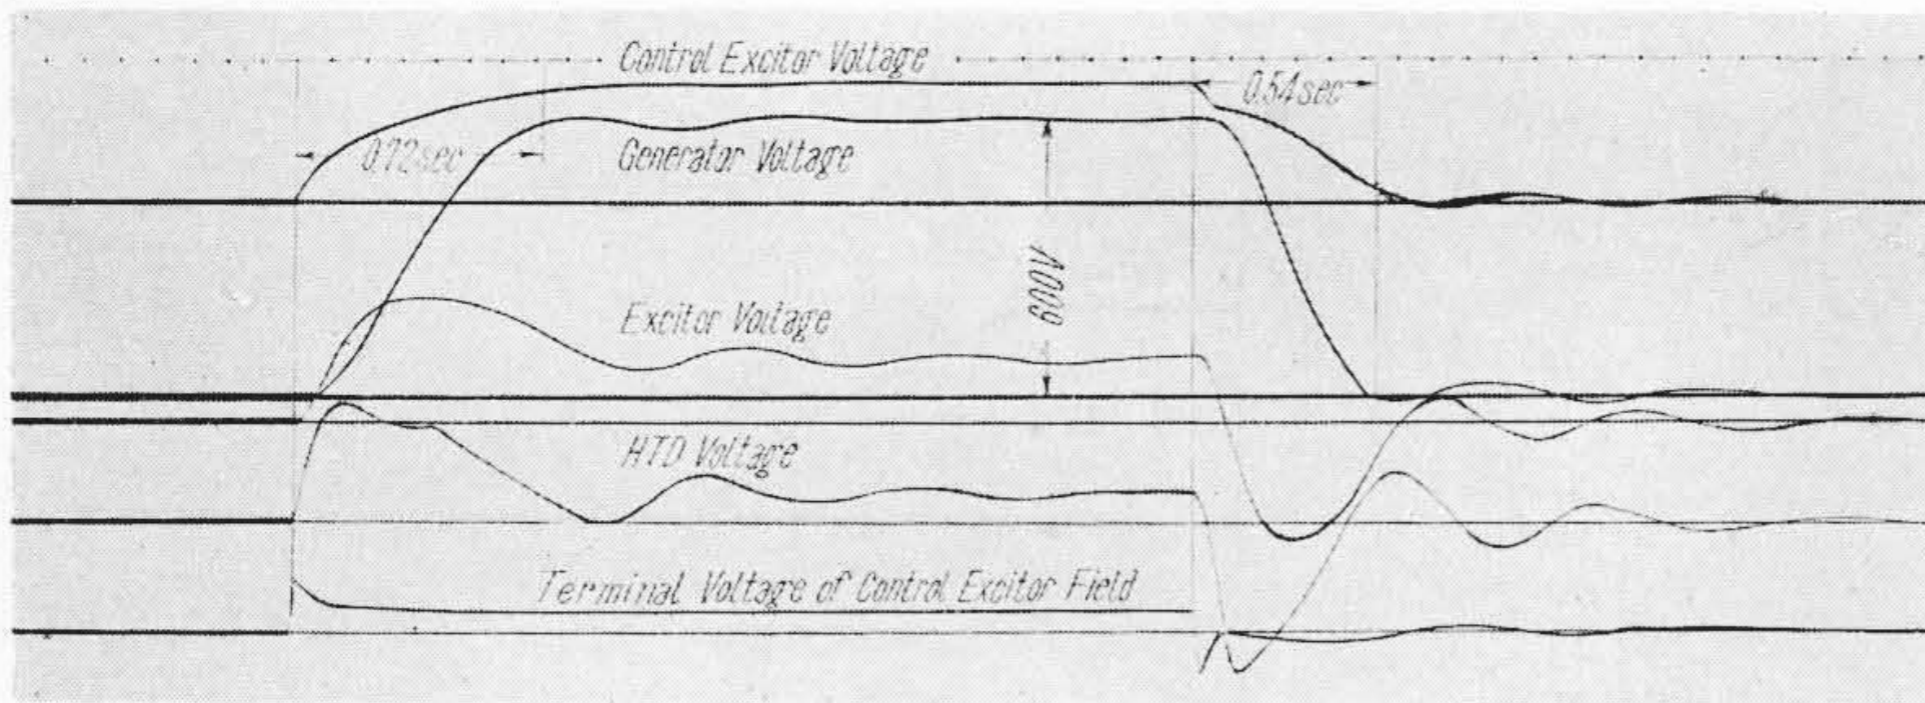 Control Excitor Voltage
0.54sec
0.72sec
Generator Voltage
600V
Excitor Voltage
HTD Voltage
Terminal Voltage of Control Excitor Field